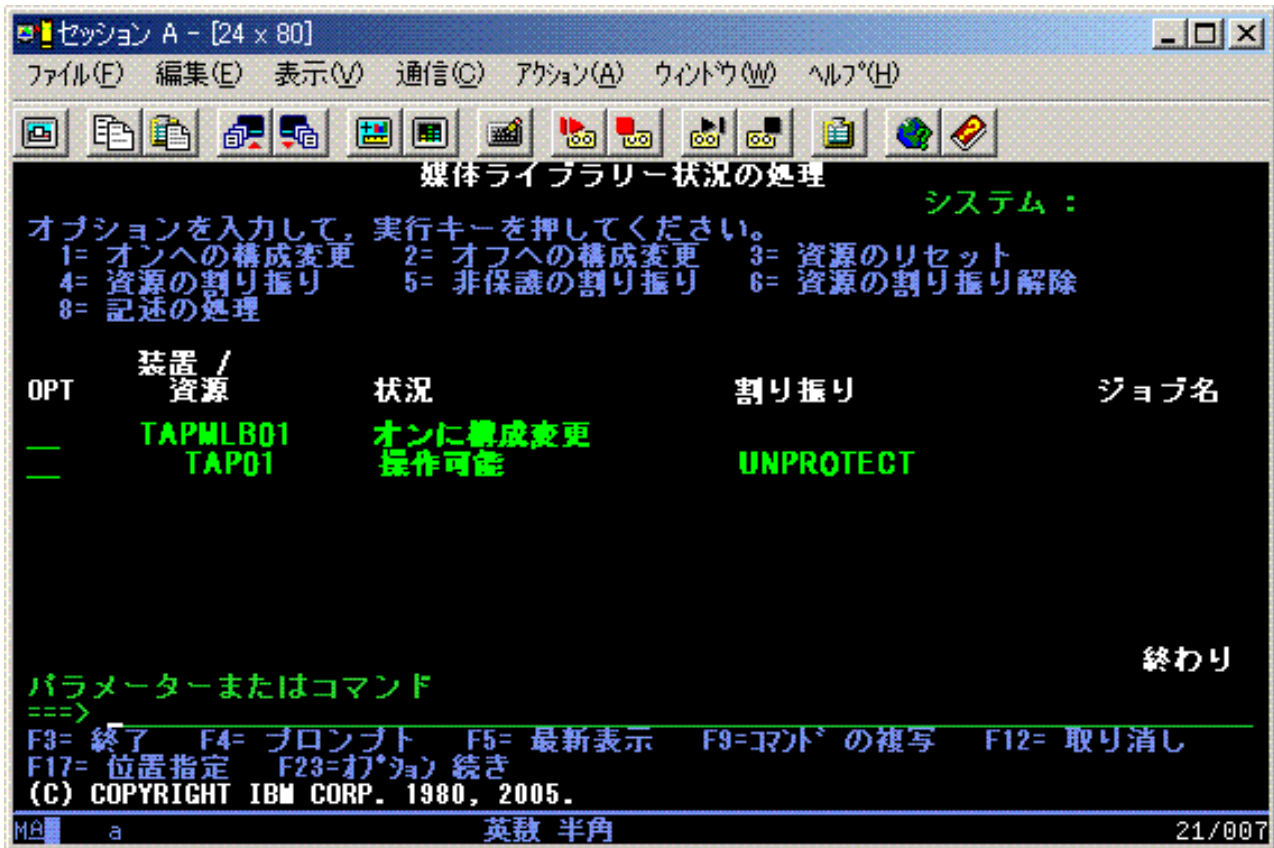 セッション A - [24 x 80]
ファイル(F) 編集(E) 表示(V) 通信(C) アクション(A) ウィンドウ(W) ヘルプ(H)
媒体ライブラリー状況の処理
システム :
オプションを入力して, 実行キーを押してください。
1= オンへの構成変更 2= オフへの構成変更 3= 資源のリセット
4= 資源の割り振り 5= 非保護の割り振り 6= 資源の割り振り解除
8= 記述の処理
装置 /
OPT 資源 状況 割り振り ジョブ名
__ TAPMLB01 オンに構成変更
__ TAP01 操作可能 UNPROTECT
終わり
パラメーターまたはコマンド
===>
F3= 終了 F4= プロンプト F5= 最新表示 F9=コマンド の複写 F12= 取り消し
F17= 位置指定 F23=オプション 続き
(C) COPYRIGHT IBM CORP. 1980, 2005.
MA a 英数 半角 21/007